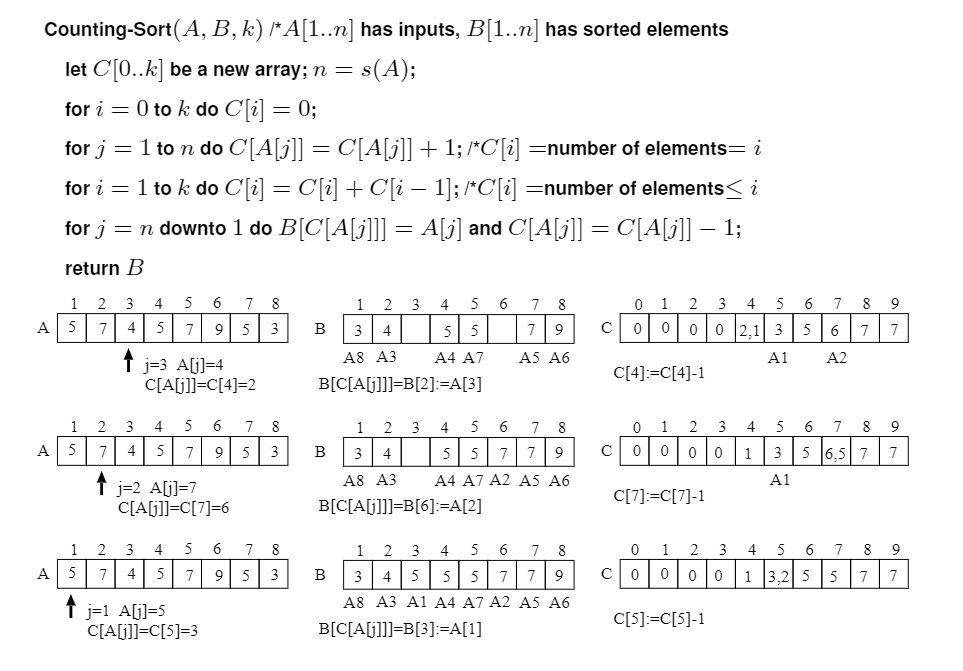 Counting-Sort(A, B, k) /*A[1..n] has inputs, B[1..n] has sorted elements
let C[0..k] be a new array; n = s(A);
for i = 0 to k do C[i] = 0;
for j = 1 to n do C[A[j]] = C[A[j]] + 1; /*C[i] =number of elements= i
for i = 1 to k do C[i] = C[i] + C[i − 1]; /*C[i] =number of elements≤ i
for j = n downto 1 do B[C[A[j]]] = A[j] and C[A[j]] = C[A[j]] − 1;
return B
1 2 3 4 5 6 7 8 1 2 3 4 5 6 7 8 0 1 2 3 4 5 6 7 8 9
A 5 7 4 5 7 9 5 3 B 3 4 5 5 7 9 C 0 0 0 0 2,1 3 5 6 7 7
A8 A3 A4 A7 A5 A6 A1 A2
j=3 A[j]=4
C[A[j]]=C[4]=2
B[C[A[j]]]=B[2]:=A[3]
C[4]:=C[4]-1
1 2 3 4 5 6 7 8 1 2 3 4 5 6 7 8 0 1 2 3 4 5 6 7 8 9
A 5 7 4 5 7 9 5 3 B 3 4 5 5 7 7 9 C 0 0 0 0 1 3 5 6,5 7 7
A8 A3 A4 A7 A2 A5 A6 A1
j=2 A[j]=7
C[A[j]]=C[7]=6
B[C[A[j]]]=B[6]:=A[2]
C[7]:=C[7]-1
1 2 3 4 5 6 7 8 1 2 3 4 5 6 7 8 0 1 2 3 4 5 6 7 8 9
A 5 7 4 5 7 9 5 3 B 3 4 5 5 5 7 7 9 C 0 0 0 0 1 3,2 5 5 7 7
A8 A3 A1 A4 A7 A2 A5 A6
j=1 A[j]=5
C[A[j]]=C[5]=3
B[C[A[j]]]=B[3]:=A[1]
C[5]:=C[5]-1